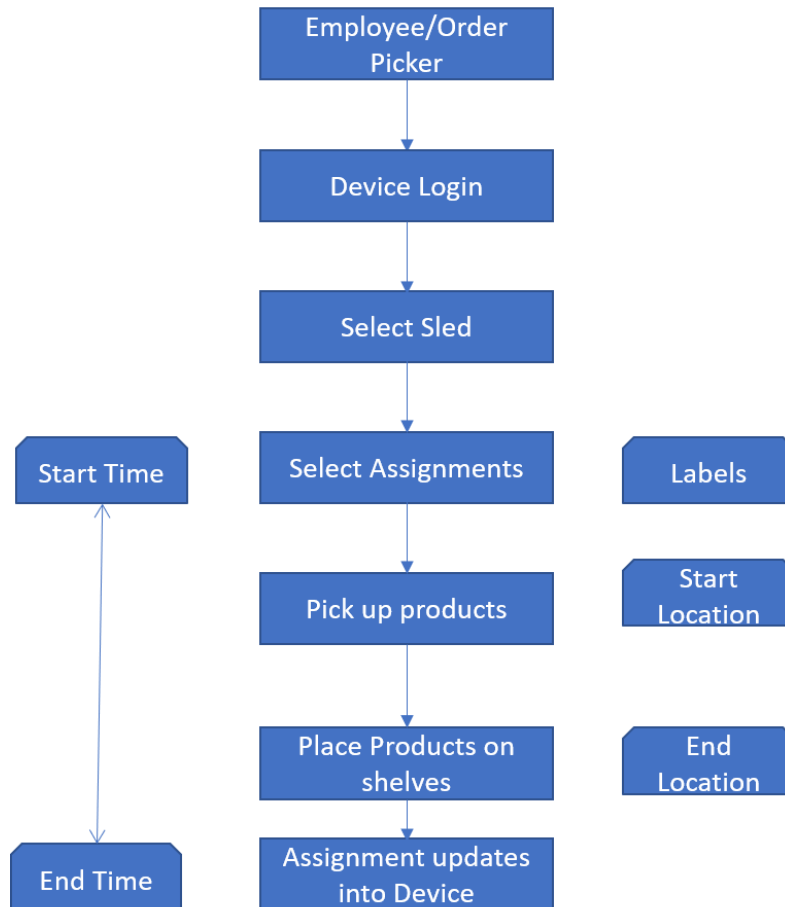 Employee/Order
Picker
Device Login
Select Sled
Start Time
Select Assignments
Labels
Pick up products
Start
Location
Place Products on
shelves
End
Location
End Time
Assignment updates
into Device